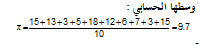 وسطها الحسابي :
x = 15+13+3+5+18+12+6+7+3+15 / 10 = 9.7